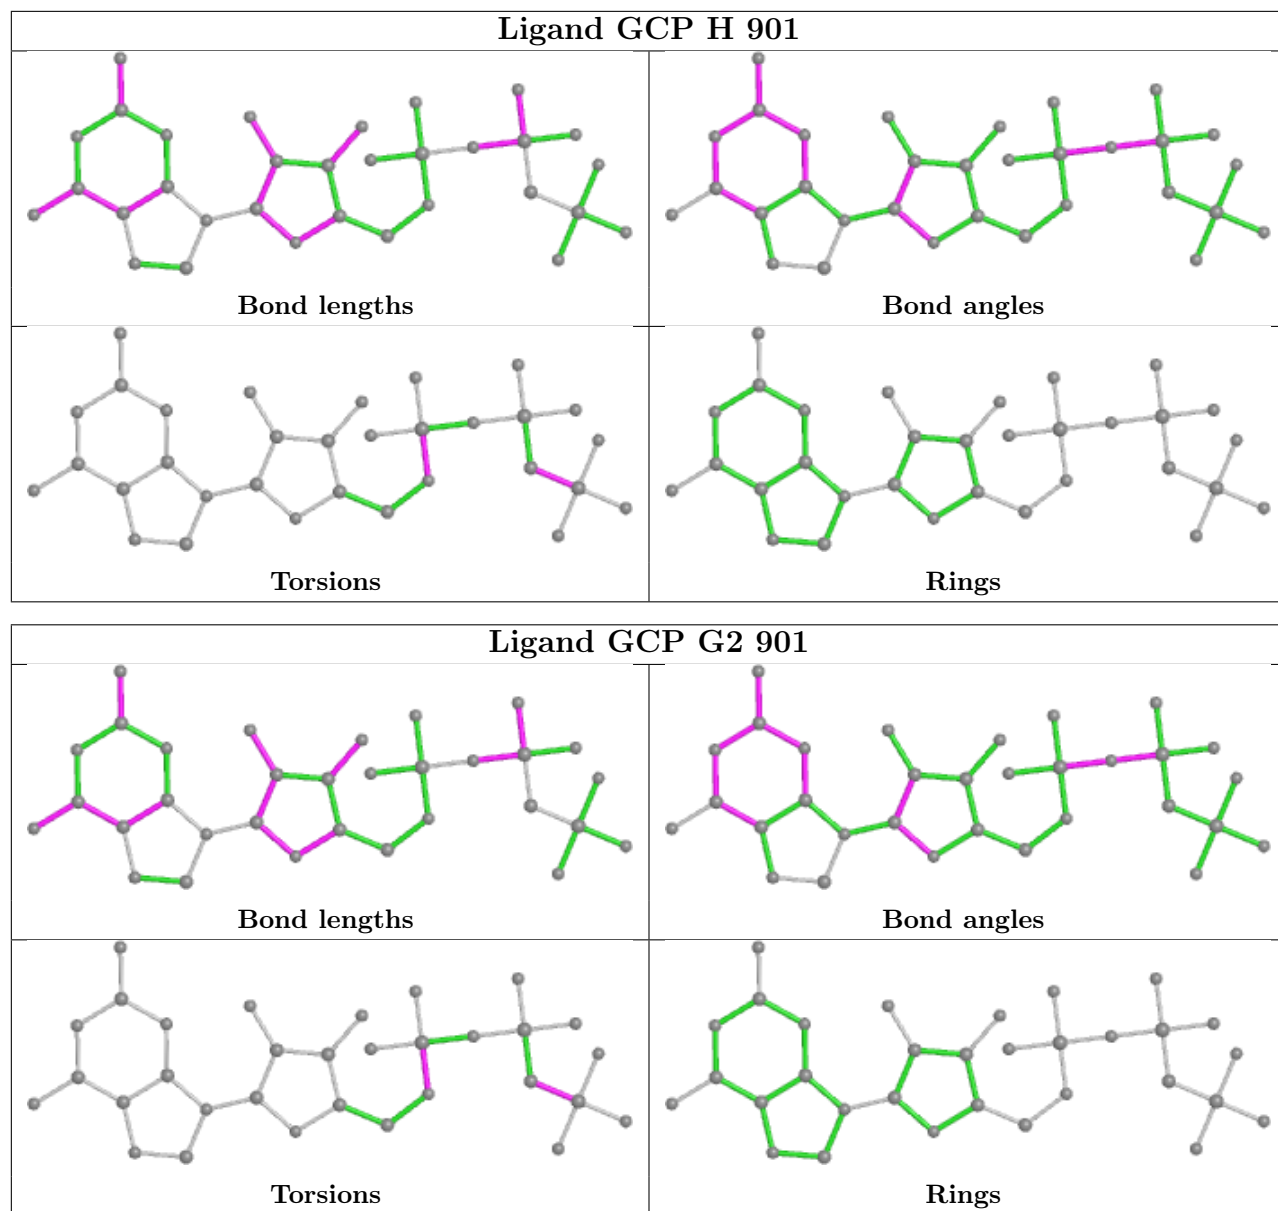 Ligand GCP H 901
Bond lengths
Bond angles
Torsions
Rings
Ligand GCP G2 901
Bond lengths
Bond angles
Torsions
Rings